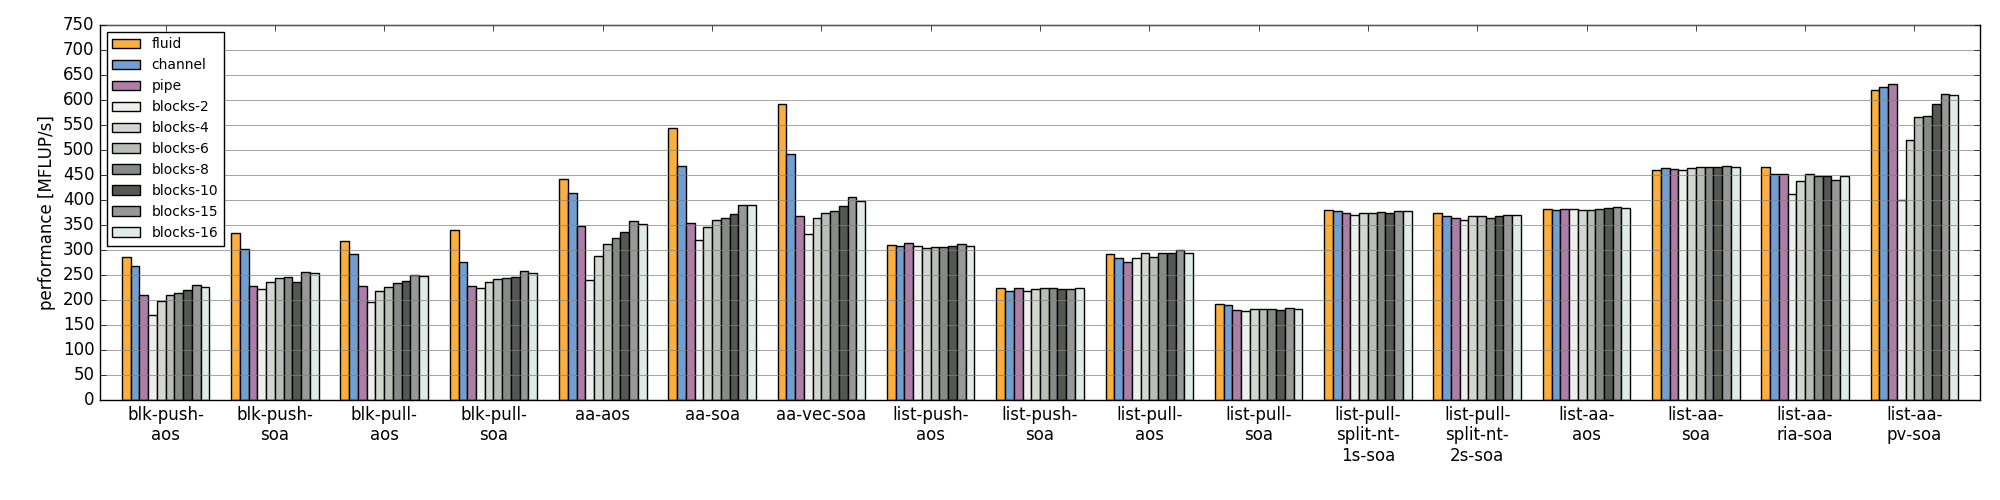 750
700
650
600
550
500
450
400
350
300
250
200
150
100
50
0
performance [MFLUP/s]
fluid
channel
pipe
blocks-2
blocks-4
blocks-6
blocks-8
blocks-10
blocks-15
blocks-16
blk-push-
aos
blk-push-
soa
blk-pull-
aos
blk-pull-
soa
aa-aos
aa-soa
aa-vec-soa
list-push-
aos
list-push-
soa
list-pull-
aos
list-pull-
soa
list-pull-
split-nt-
1s-soa
list-pull-
split-nt-
2s-soa
list-aa-
aos
list-aa-
soa
list-aa-
ria-soa
list-aa-
pv-soa